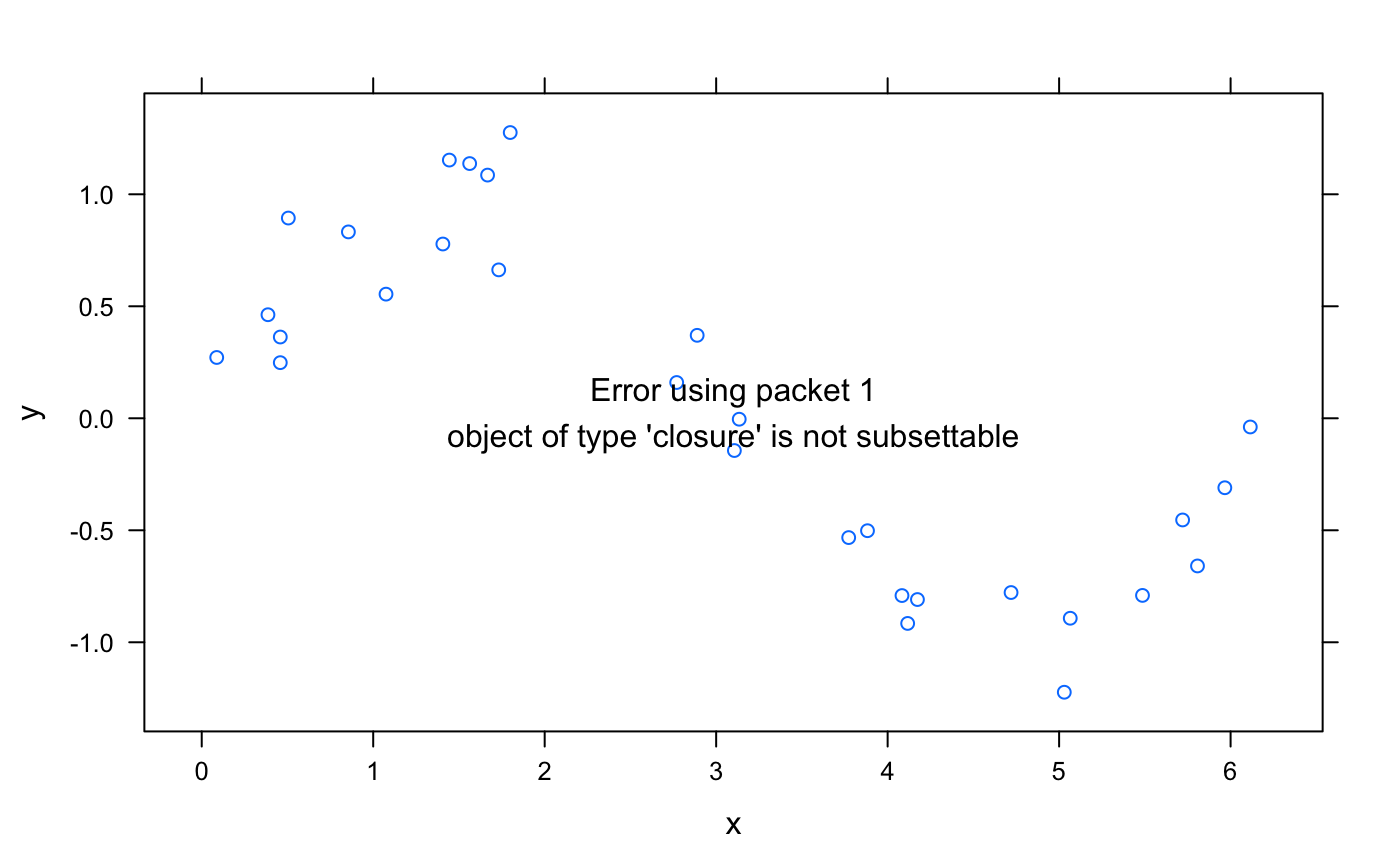 1.0
0.5
0.0
-0.5
-1.0
y
Error using packet 1
object of type 'closure' is not subsettable
0 1 2 3 4 5 6
x